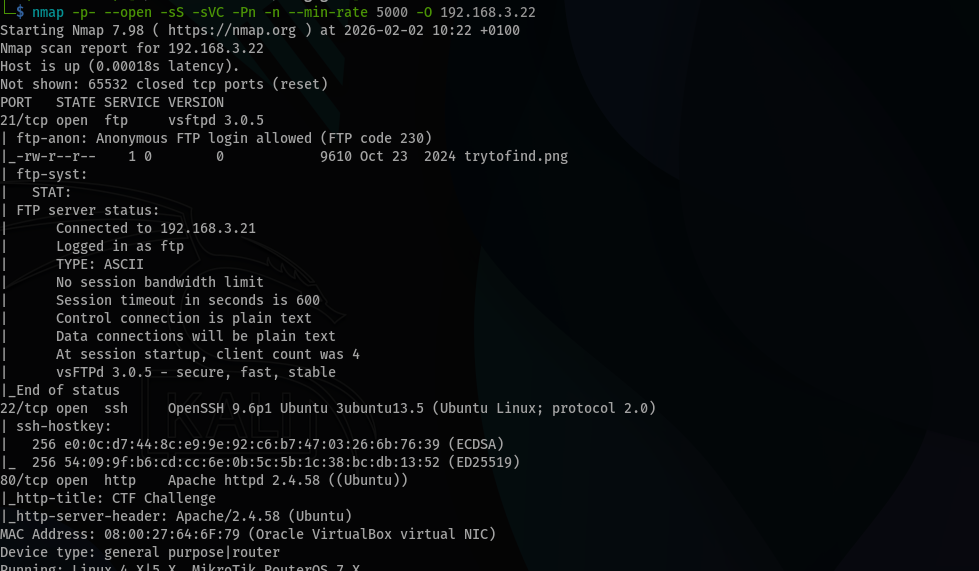 └─$ nmap -p- --open -sS -sVC -Pn -n --min-rate 5000 -O 192.168.3.22
Starting Nmap 7.98 ( https://nmap.org ) at 2026-02-02 10:22 +0100
Nmap scan report for 192.168.3.22
Host is up (0.00018s latency).
Not shown: 65532 closed tcp ports (reset)
PORT   STATE SERVICE VERSION
21/tcp open  ftp     vsftpd 3.0.5
| ftp-anon: Anonymous FTP login allowed (FTP code 230)
|_-rw-r--r--    1 0        0            9610 Oct 23  2024 trytofind.png
| ftp-syst:
|   STAT:
| FTP server status:
|      Connected to 192.168.3.21
|      Logged in as ftp
|      TYPE: ASCII
|      No session bandwidth limit
|      Session timeout in seconds is 600
|      Control connection is plain text
|      Data connections will be plain text
|      At session startup, client count was 4
|      vsFTPd 3.0.5 - secure, fast, stable
|_End of status
22/tcp open  ssh     OpenSSH 9.6p1 Ubuntu 3ubuntu13.5 (Ubuntu Linux; protocol 2.0)
| ssh-hostkey:
|   256 e0:0c:d7:44:8c:e9:9e:92:c6:b7:47:03:26:6b:76:39 (ECDSA)
|_  256 54:09:9f:b6:cd:cc:6e:0b:5c:5b:1c:38:bc:db:13:52 (ED25519)
80/tcp open  http    Apache httpd 2.4.58 ((Ubuntu))
|_http-title: CTF Challenge
|_http-server-header: Apache/2.4.58 (Ubuntu)
MAC Address: 08:00:27:64:6F:79 (Oracle VirtualBox virtual NIC)
Device type: general purpose|router
Running: Linux 4.X|5.X, MikroTik RouterOS 7.X
KALI